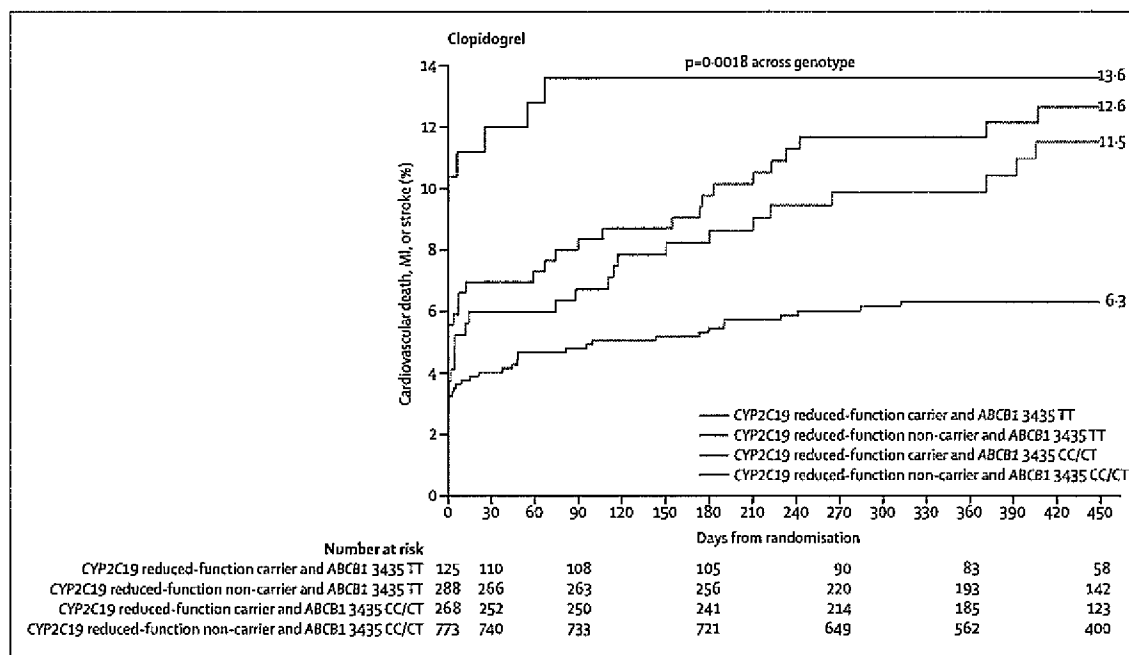 Clopidogrel
p=0·0018 across genotype
14
12
10
8
6
4
2
0
Cardiovascular death, MI, or stroke (%)
13·6
12·6
11·5
6·3
CYP2C19 reduced-function carrier and ABCB1 3435 TT
CYP2C19 reduced-function non-carrier and ABCB1 3435 TT
CYP2C19 reduced-function carrier and ABCB1 3435 CC/CT
CYP2C19 reduced-function non-carrier and ABCB1 3435 CC/CT
0 30 60 90 120 150 180 210 240 270 300 330 360 390 420 450
Days from randomisation
Number at risk
CYP2C19 reduced-function carrier and ABCB1 3435 TT 125 110 108 105 90 83 58
CYP2C19 reduced-function non-carrier and ABCB1 3435 TT 288 266 263 256 220 193 142
CYP2C19 reduced-function carrier and ABCB1 3435 CC/CT 268 252 250 241 214 185 123
CYP2C19 reduced-function non-carrier and ABCB1 3435 CC/CT 773 740 733 721 649 562 400